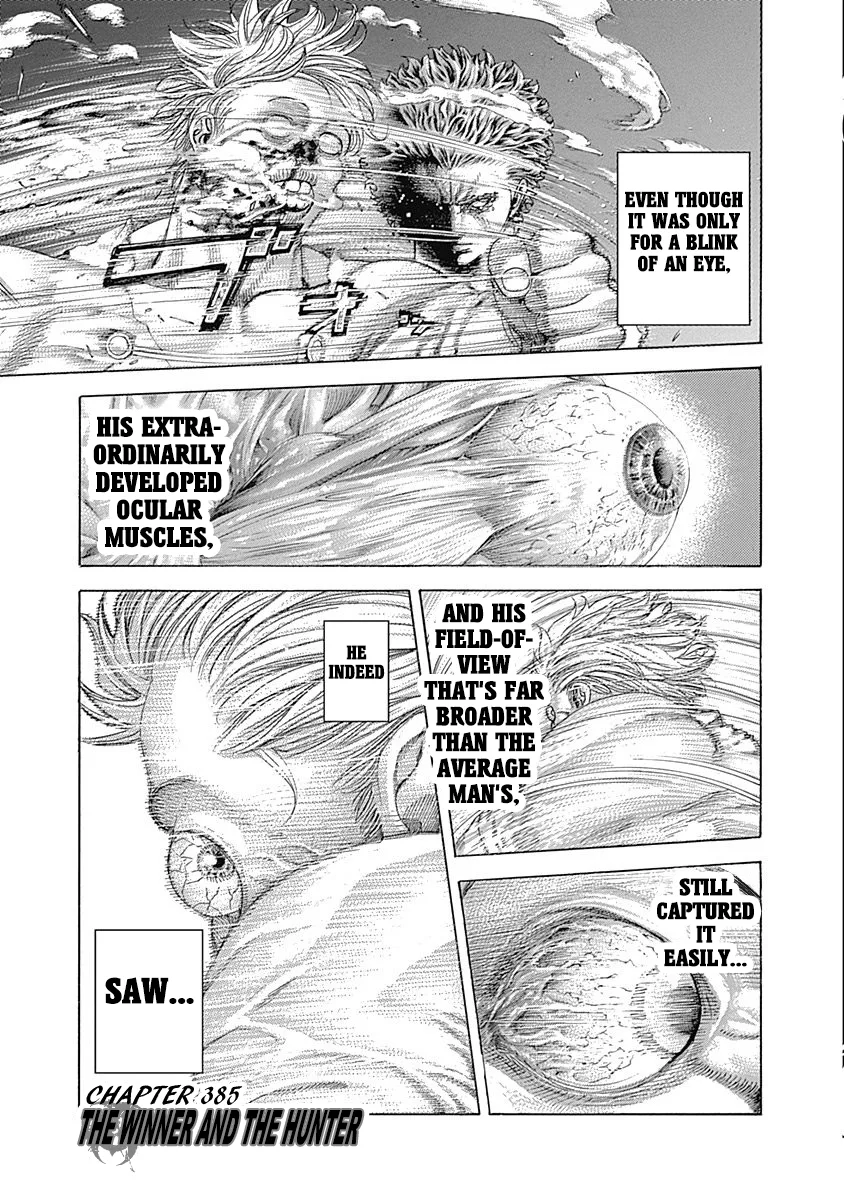 EVEN THOUGH
IT WAS ONLY
FOR A BLINK
OF AN EYE,
HIS EXTRA-
ORDINARILY
DEVELOPED
OCULAR
MUSCLES,
AND HIS
FIELD-OF-
VIEW
THAT'S FAR
BROADER
THAN THE
AVERAGE
MAN'S,
STILL
CAPTURED
IT
EASILY...
HE
INDEED
SAW...
CHAPTER 385
THE WINNER AND THE HUNTER